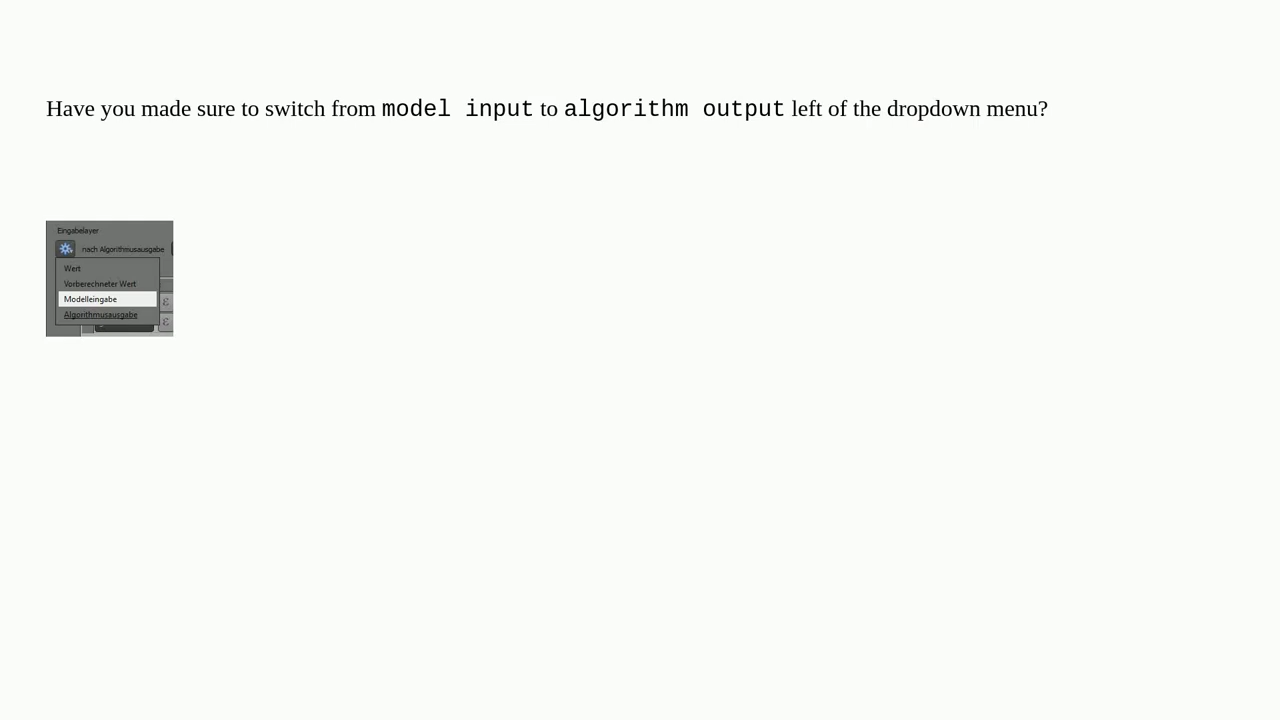 Have you made sure to switch from model input to algorithm output left of the dropdown menu?
Eingabelayer
nach Algorithmusausgabe
Wert
Vorberechneter Wert
Modelleingabe
ε
Algorithmusausgabe
ε